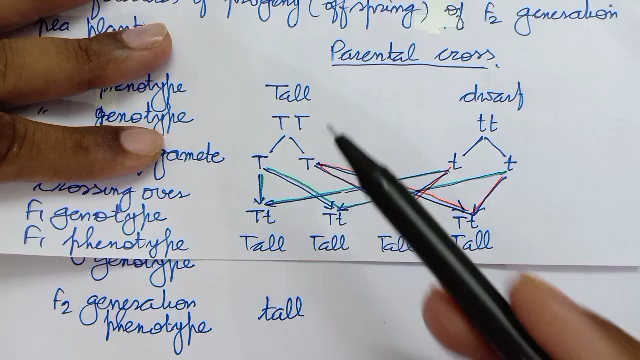 of progeny (offspring) of f2 generation
pea plant
Parental cross.
phenotype Tall dwarf
" genotype TT tt
gamete T T t t
crossing over
F1 genotype Tt Tt Tt
F1 phenotype Tall Tall Tall Tall
genotype
f2 generation tall
phenotype